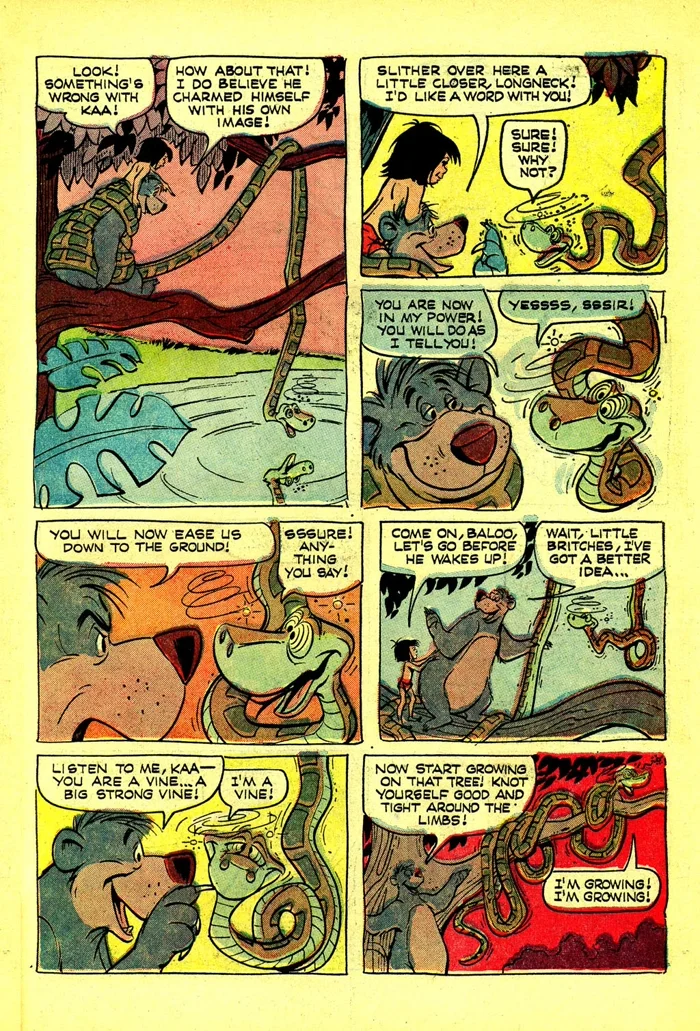 LOOK!
SOMETHING'S
WRONG WITH
KAA!
HOW ABOUT THAT!
I DO BELIEVE HE
CHARMED HIMSELF
WITH HIS OWN
IMAGE!
SLITHER OVER HERE A
LITTLE CLOSER, LONGNECK!
I'D LIKE A WORD WITH YOU!
SURE!
SURE!
WHY
NOT?
YOU ARE NOW
IN MY POWER!
YOU WILL DO AS
I TELL YOU!
YESSSS, SSSIR!
YOU WILL NOW EASE US
DOWN TO THE GROUND!
SSSURE!
ANY-
THING
YOU SAY!
COME ON, BALOO,
LET'S GO BEFORE
HE WAKES UP!
WAIT, LITTLE
BRITCHES, I'VE
GOT A BETTER
IDEA...
LISTEN TO ME, KAA—
YOU ARE A VINE...A
BIG STRONG VINE!
I'M A
VINE!
NOW START GROWING
ON THAT TREE! KNOT
YOURSELF GOOD AND
TIGHT AROUND THE
LIMBS!
I'M GROWING!
I'M GROWING!